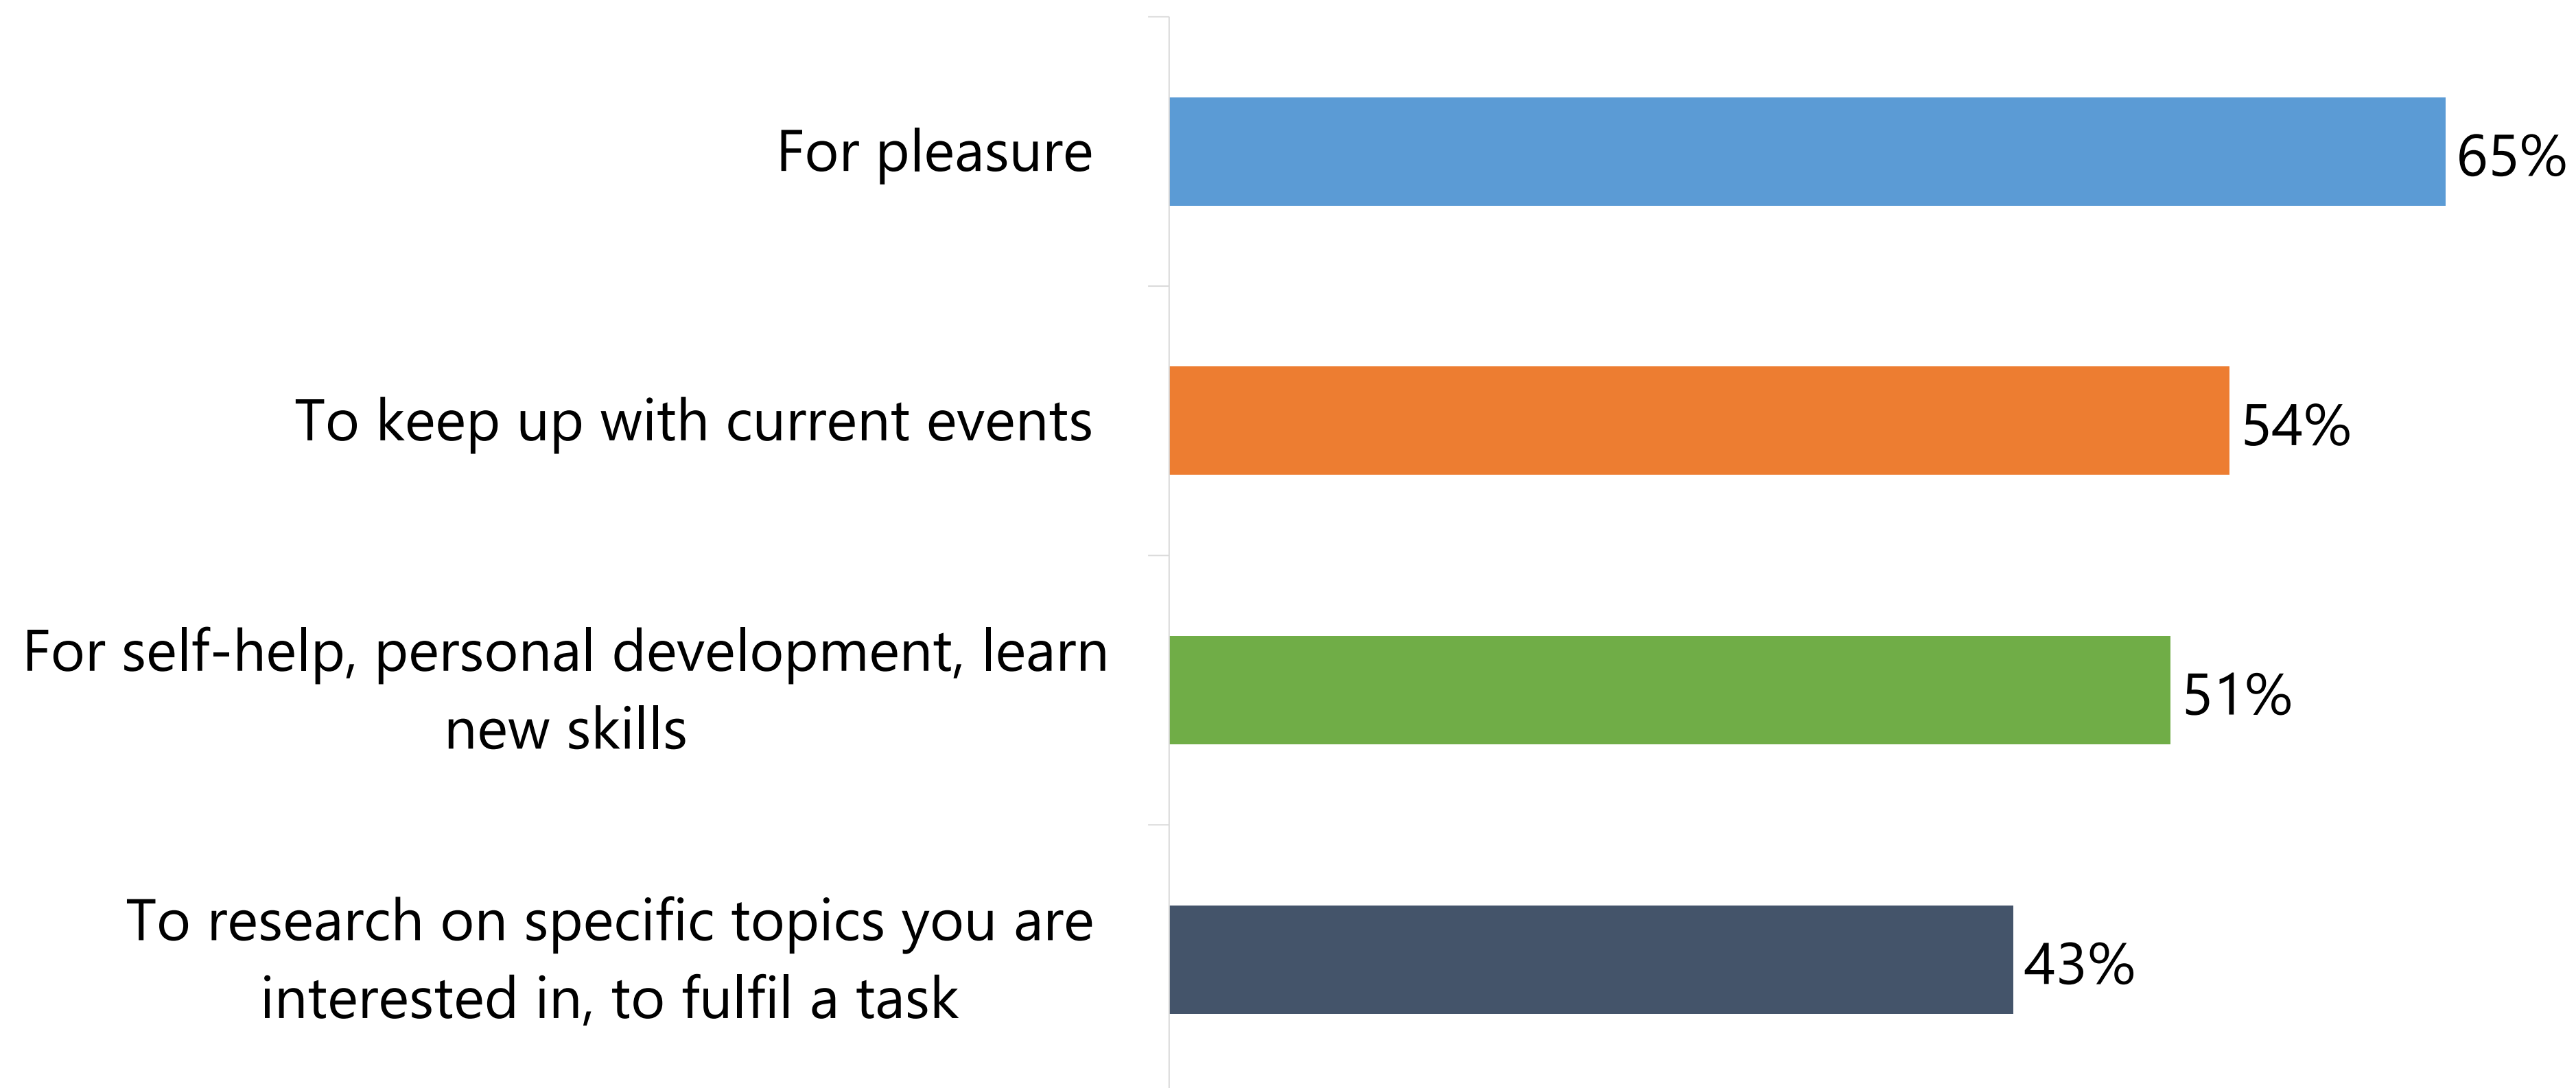 For pleasure
65%
To keep up with current events
54%
For self-help, personal development, learn
new skills
51%
To research on specific topics you are
interested in, to fulfil a task
43%